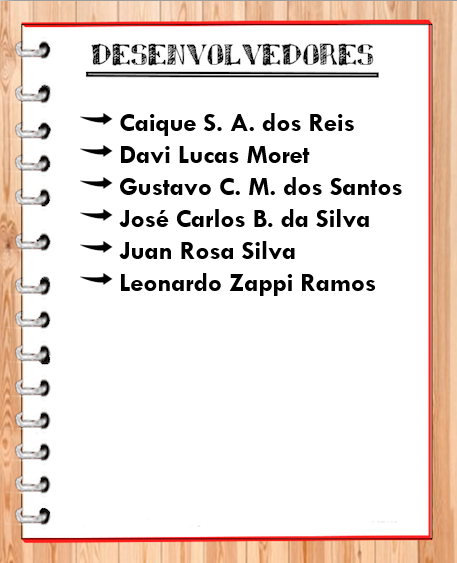 DESENVOLVEDORES
Caique S. A. dos Reis
Davi Lucas Moret
Gustavo C. M. dos Santos
José Carlos B. da Silva
Juan Rosa Silva
Leonardo Zappi Ramos